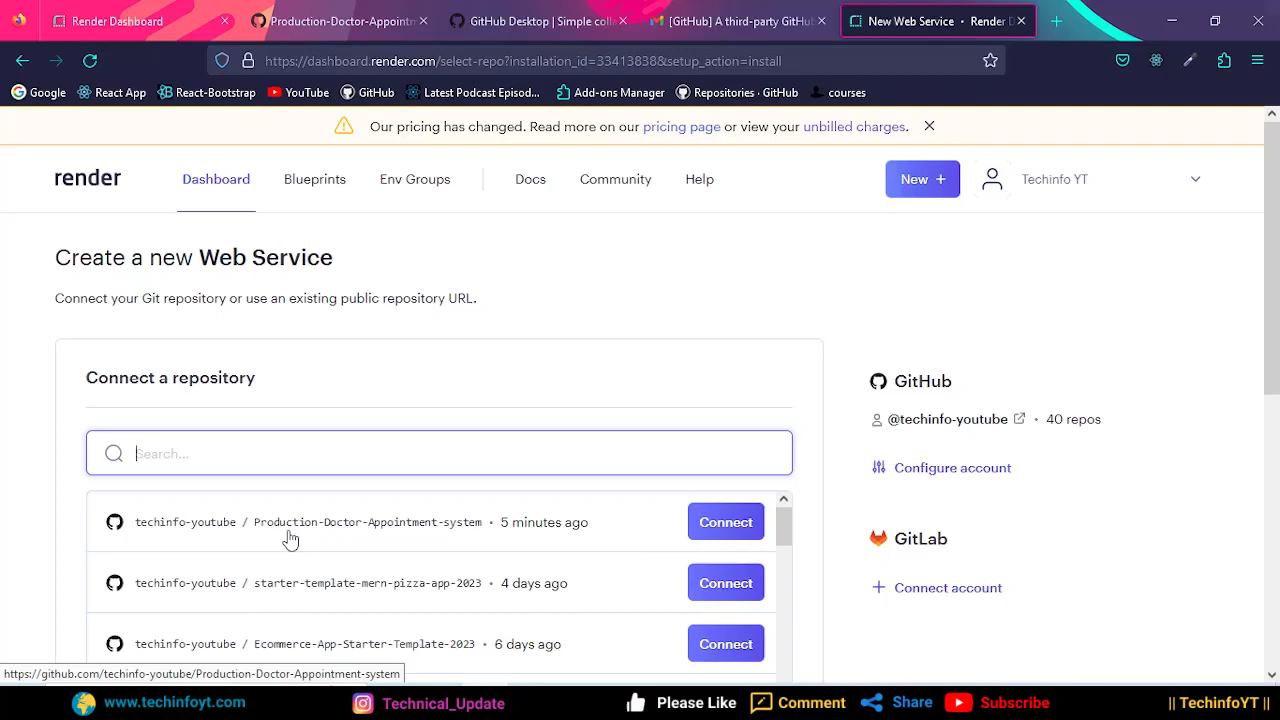 Render Dashboard
Production-Doctor-Appointm
GitHub Desktop | Simple coll
[GitHub] A third-party GitHub
New Web Service • Render D
https://dashboard.render.com/select-repo?installation_id=33413838&setup_action=install
Google
React App
React-Bootstrap
YouTube
GitHub
Latest Podcast Episod...
Add-ons Manager
Repositories · GitHub
courses
Our pricing has changed. Read more on our pricing page or view your unbilled charges.
render
Dashboard
Blueprints
Env Groups
Docs
Community
Help
New +
Techinfo YT
Create a new Web Service
Connect your Git repository or use an existing public repository URL.
Connect a repository
Search...
techinfo-youtube / Production-Doctor-Appointment-system • 5 minutes ago
Connect
techinfo-youtube / starter-template-mern-pizza-app-2023 • 4 days ago
Connect
techinfo-youtube / Ecommerce-App-Starter-Template-2023 • 6 days ago
Connect
GitHub
@techinfo-youtube • 40 repos
Configure account
GitLab
Connect account
https://github.com/techinfo-youtube/Production-Doctor-Appointment-system
www.techinfoyt.com
Technical_Update
Please Like
Comment
Share
Subscribe
|| TechinfoYT ||